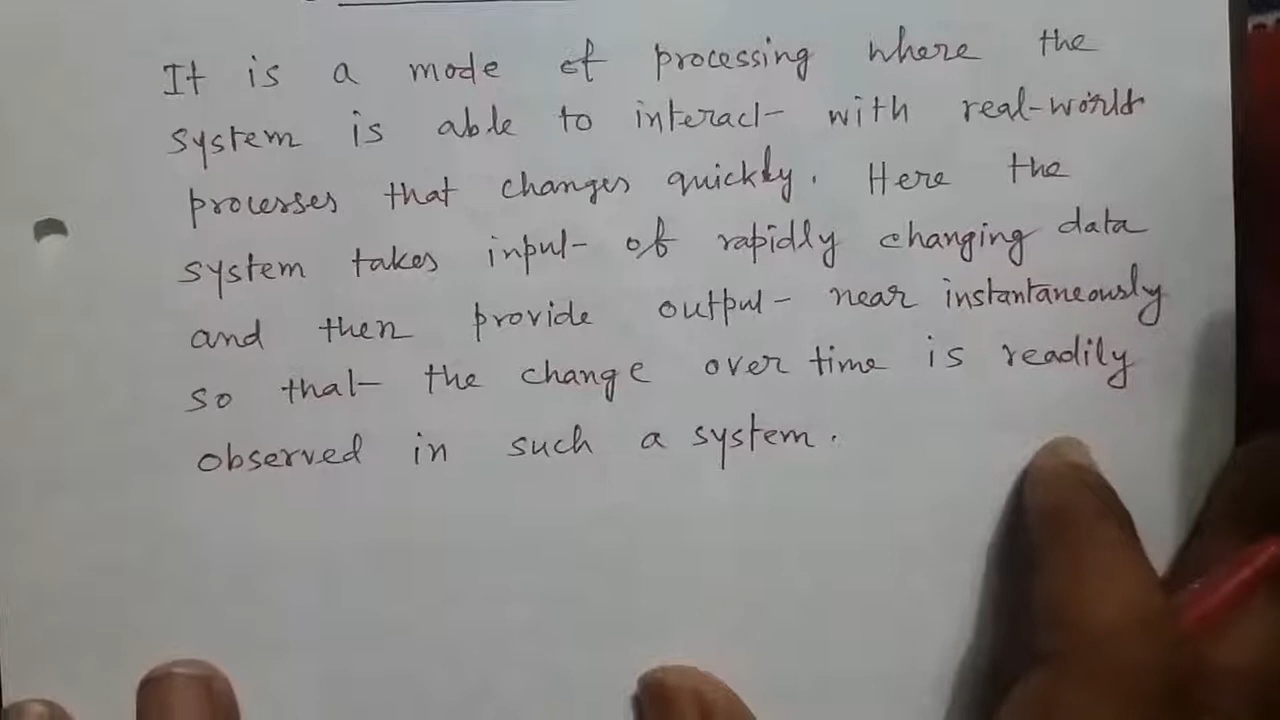 It is a mode of processing where the
system is able to interact with real-world
processes that changes quickly. Here the
system takes input of rapidly changing data
and then provide output near instantaneously
so that the change over time is readily
observed in such a system.